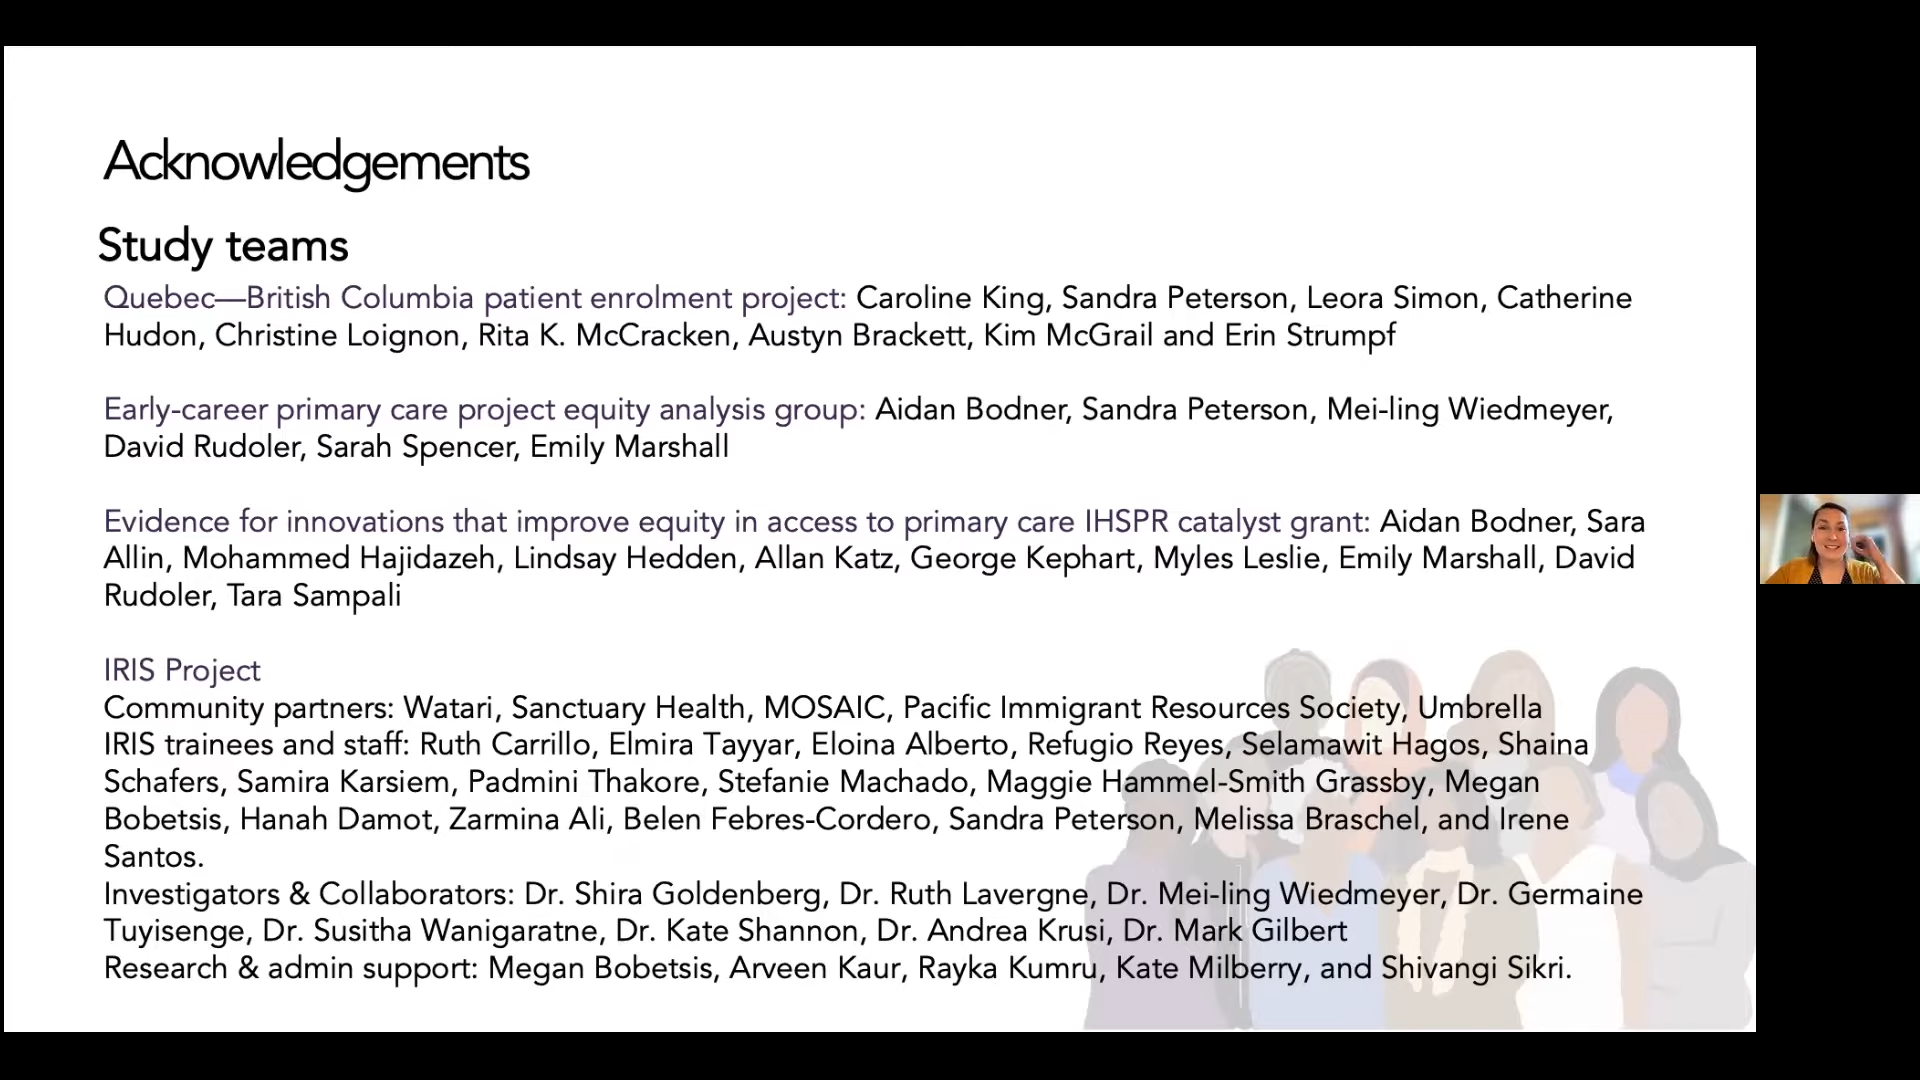 Acknowledgements
Study teams
Quebec—British Columbia patient enrolment project: Caroline King, Sandra Peterson, Leora Simon, Catherine
Hudon, Christine Loignon, Rita K. McCracken, Austyn Brackett, Kim McGrail and Erin Strumpf
Early-career primary care project equity analysis group: Aidan Bodner, Sandra Peterson, Mei-ling Wiedmeyer,
David Rudoler, Sarah Spencer, Emily Marshall
Evidence for innovations that improve equity in access to primary care IHSPR catalyst grant: Aidan Bodner, Sara
Allin, Mohammed Hajidazeh, Lindsay Hedden, Allan Katz, George Kephart, Myles Leslie, Emily Marshall, David
Rudoler, Tara Sampali
IRIS Project
Community partners: Watari, Sanctuary Health, MOSAIC, Pacific Immigrant Resources Society, Umbrella
IRIS trainees and staff: Ruth Carrillo, Elmira Tayyar, Eloina Alberto, Refugio Reyes, Selamawit Hagos, Shaina
Schafers, Samira Karsiem, Padmini Thakore, Stefanie Machado, Maggie Hammel-Smith Grassby, Megan
Bobetsis, Hanah Damot, Zarmina Ali, Belen Febres-Cordero, Sandra Peterson, Melissa Braschel, and Irene
Santos.
Investigators & Collaborators: Dr. Shira Goldenberg, Dr. Ruth Lavergne, Dr. Mei-ling Wiedmeyer, Dr. Germaine
Tuyisenge, Dr. Susitha Wanigaratne, Dr. Kate Shannon, Dr. Andrea Krusi, Dr. Mark Gilbert
Research & admin support: Megan Bobetsis, Arveen Kaur, Rayka Kumru, Kate Milberry, and Shivangi Sikri.